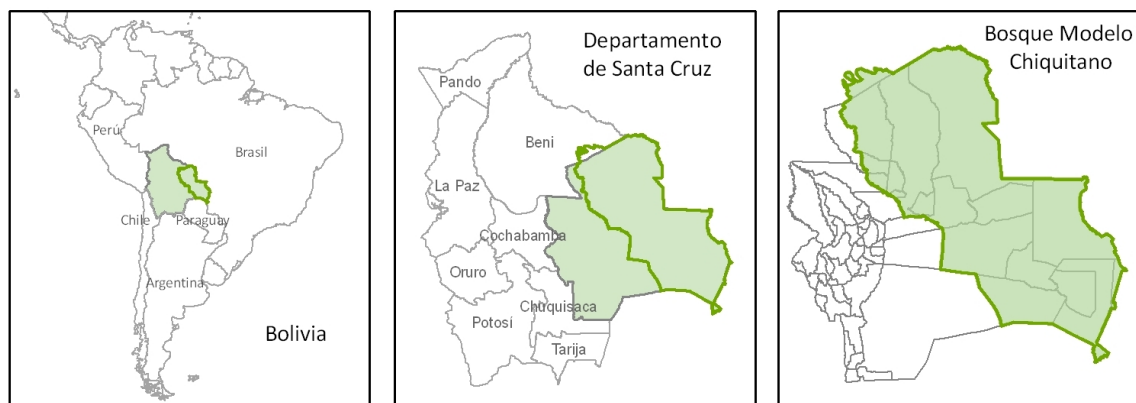 Perú
Brasil
Chile
Paraguay
Argentina
Bolivia
Departamento
de Santa Cruz
Pando
Beni
La Paz
Cochabamba
Oruro
Chuquisaca
Potosí
Tarija
Bosque Modelo
Chiquitano